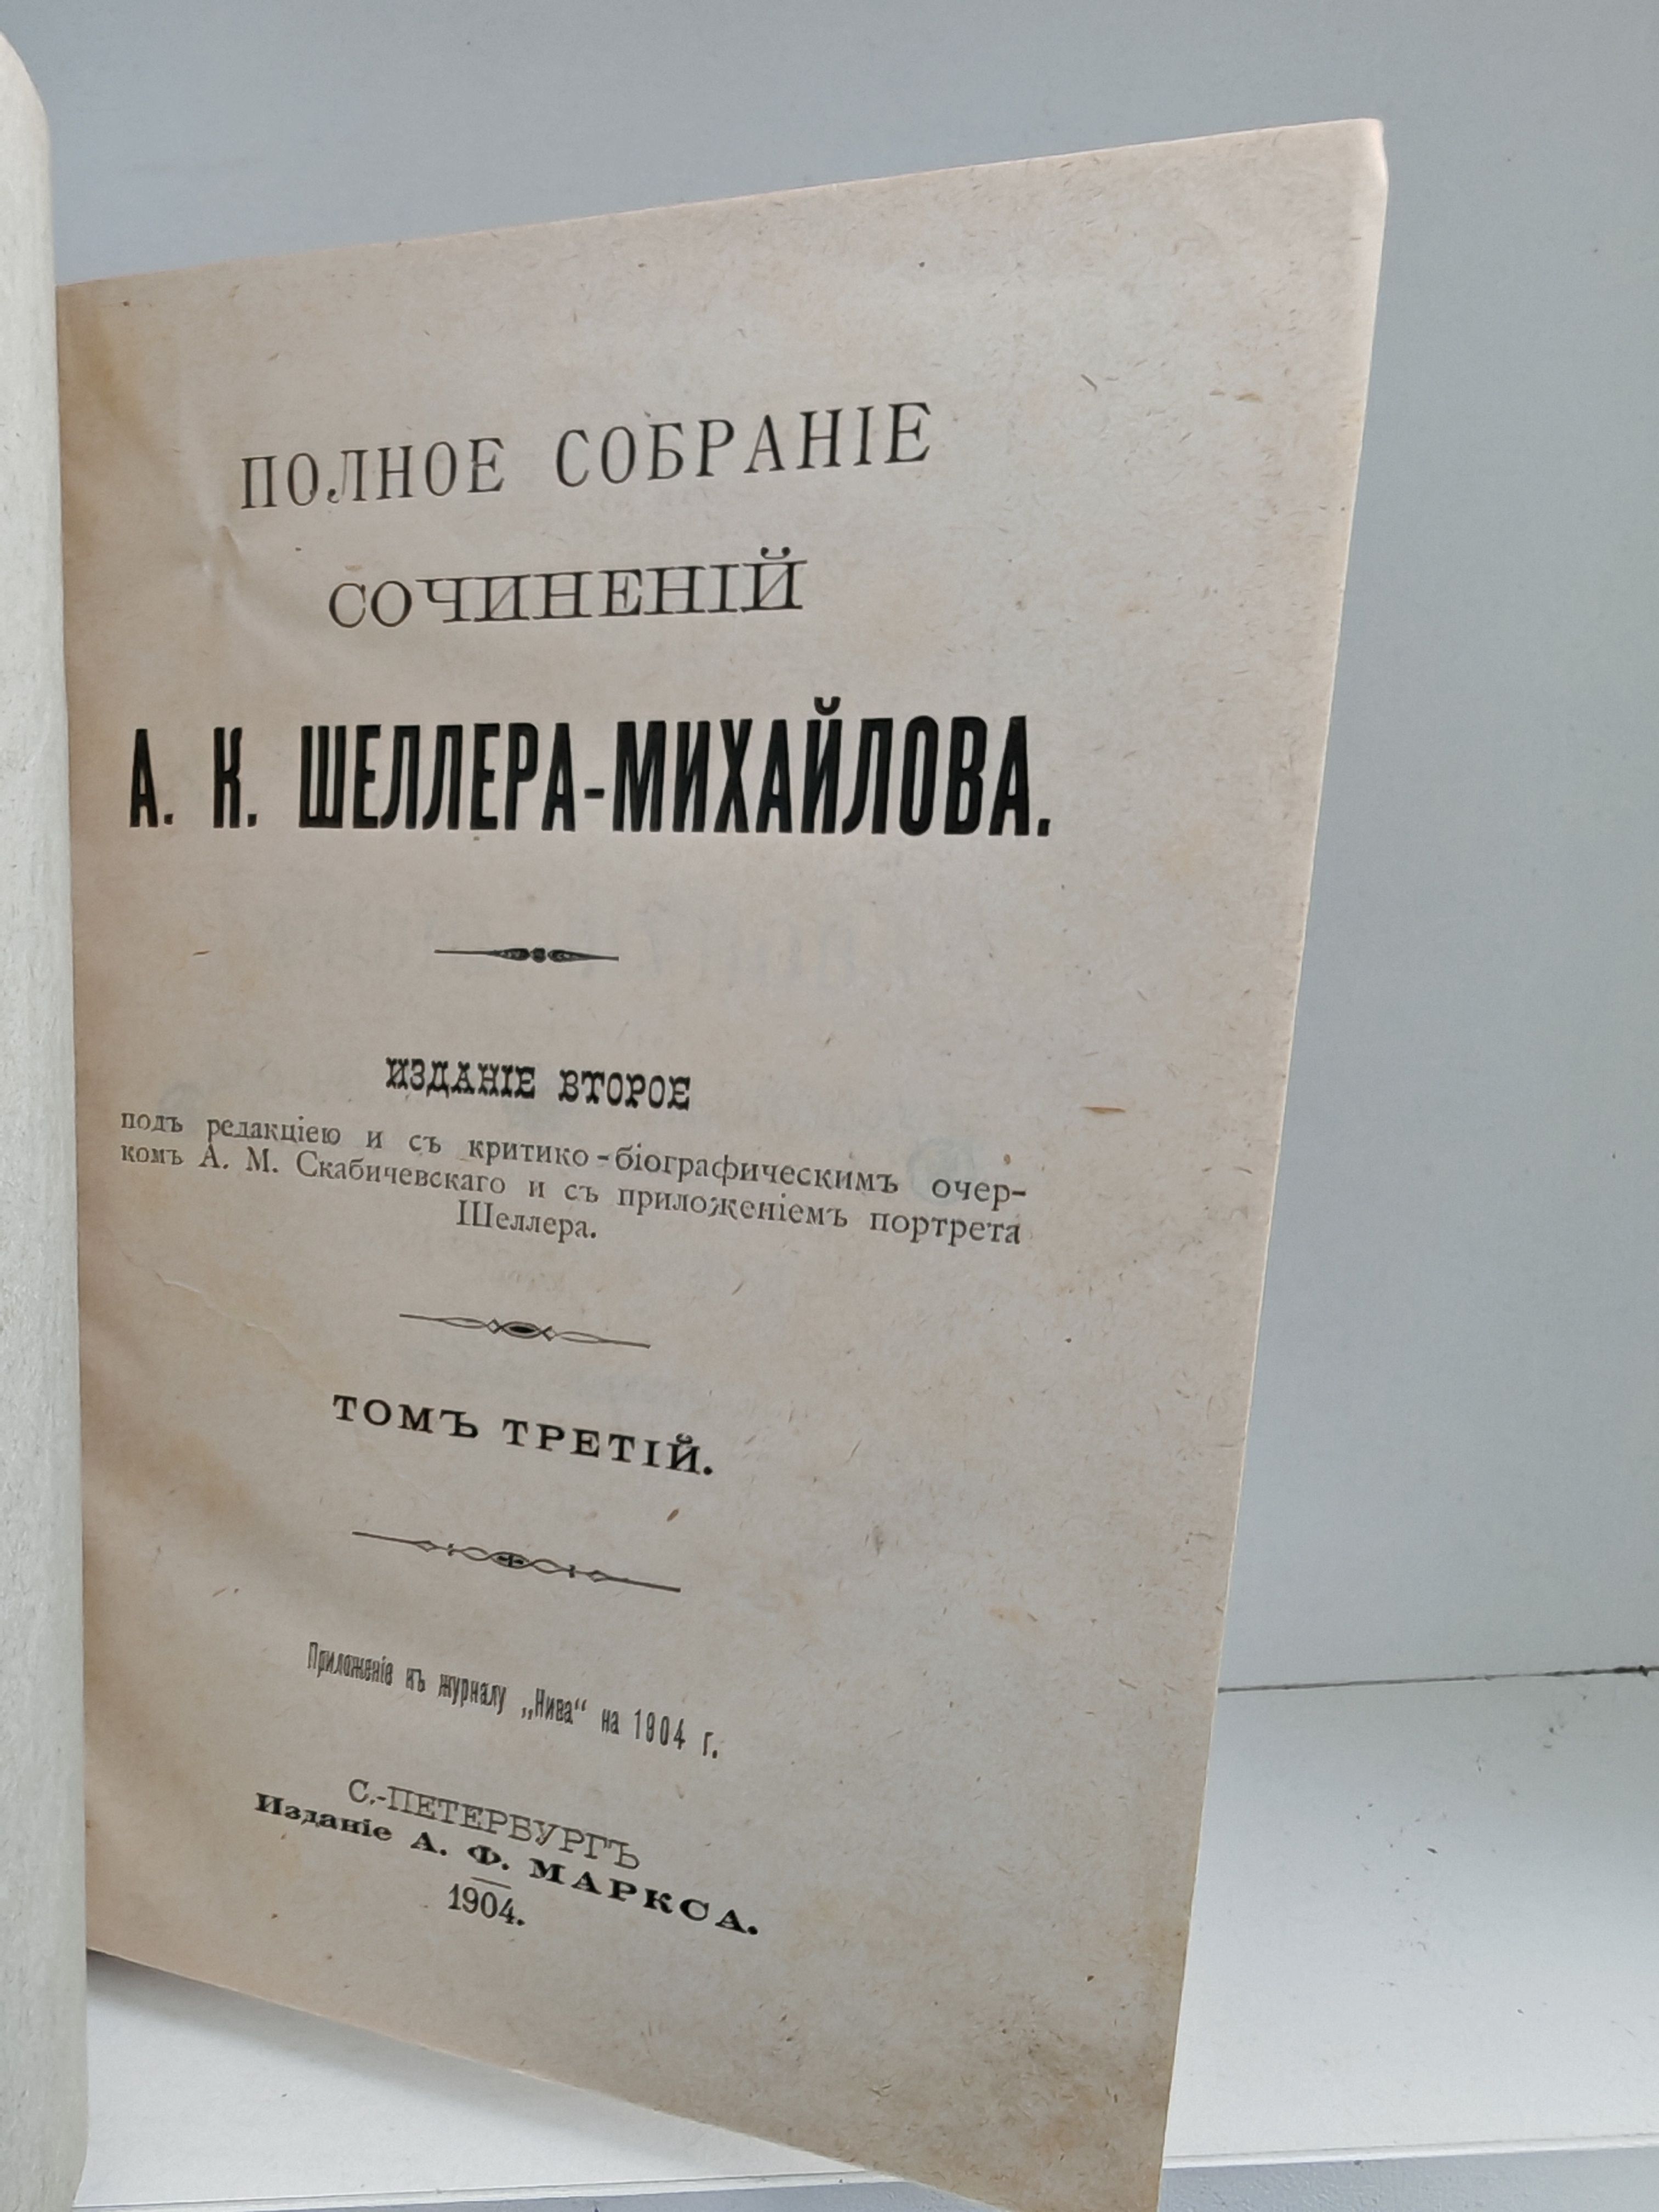 ПОЛНОЕ СОБРАНІЕ
СОЧИНЕНІЙ
А. К. ШЕЛЛЕРА-МИХАЙЛОВА.
ИЗДАНІЕ ВТОРОЕ
подъ редакціею и съ критико-біографическимъ очер-
комъ А. М. Скабичевскаго и съ приложеніемъ портрета
Шеллера.
ТОМЪ ТРЕТІЙ.
Приложеніе къ журналу „Нива“ на 1904 г.
С.-ПЕТЕРБУРГЪ
Изданіе А. Ф. МАРКСА.
1904.